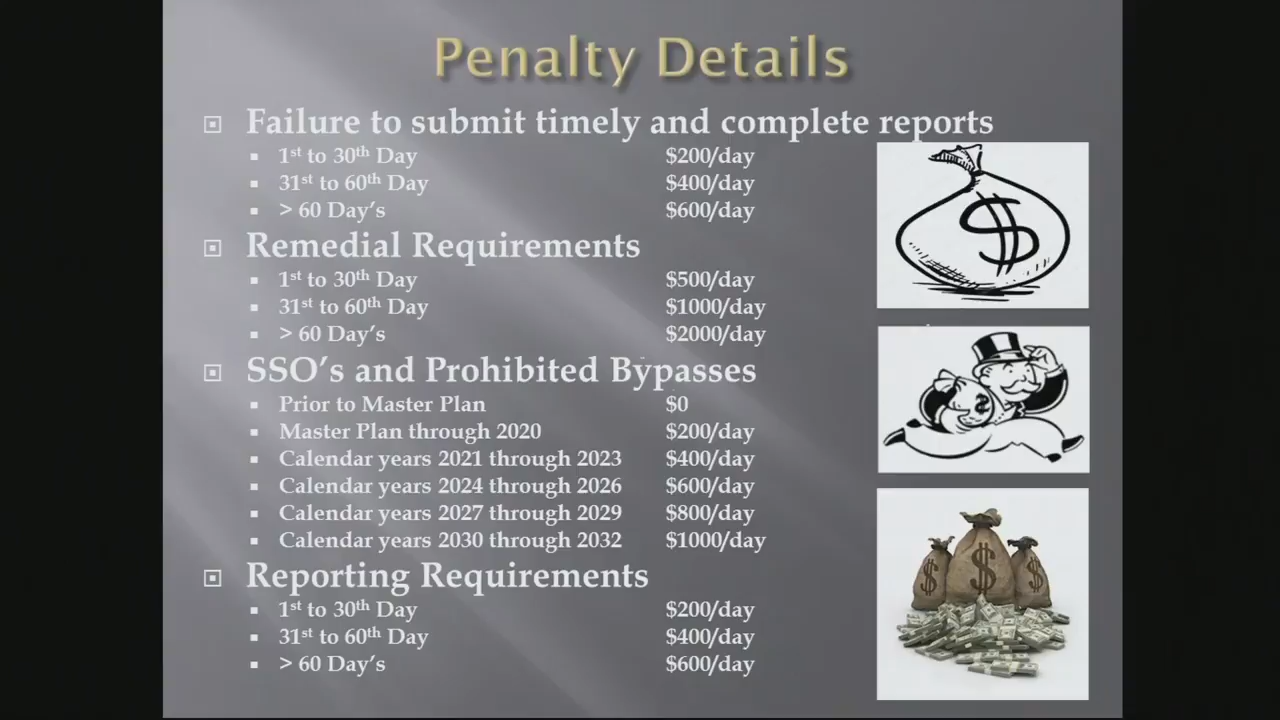 Penalty Details
Failure to submit timely and complete reports
1st to 30th Day $200/day
31st to 60th Day $400/day
> 60 Day's $600/day
Remedial Requirements
1st to 30th Day $500/day
31st to 60th Day $1000/day
> 60 Day's $2000/day
SSO's and Prohibited Bypasses
Prior to Master Plan $0
Master Plan through 2020 $200/day
Calendar years 2021 through 2023 $400/day
Calendar years 2024 through 2026 $600/day
Calendar years 2027 through 2029 $800/day
Calendar years 2030 through 2032 $1000/day
Reporting Requirements
1st to 30th Day $200/day
31st to 60th Day $400/day
> 60 Day's $600/day
$
$
$ $ $